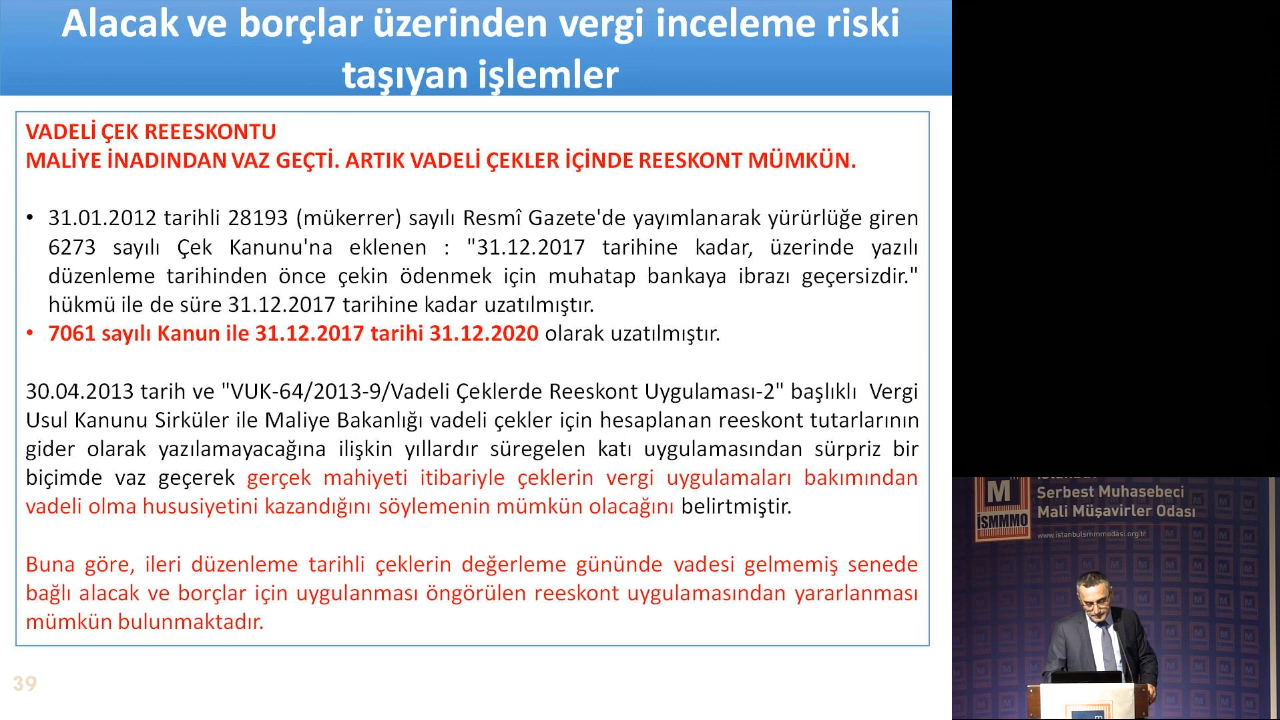 Alacak ve borçlar üzerinden vergi inceleme riski
taşıyan işlemler
VADELİ ÇEK REEESKONTU
MALİYE İNADINDAN VAZ GEÇTİ. ARTIK VADELİ ÇEKLER İÇİNDE REESKONT MÜMKÜN.
• 31.01.2012 tarihli 28193 (mükerrer) sayılı Resmî Gazete'de yayımlanarak yürürlüğe giren
6273 sayılı Çek Kanunu'na eklenen : "31.12.2017 tarihine kadar, üzerinde yazılı
düzenleme tarihinden önce çekin ödenmek için muhatap bankaya ibrazı geçersizdir."
hükmü ile de süre 31.12.2017 tarihine kadar uzatılmıştır.
• 7061 sayılı Kanun ile 31.12.2017 tarihi 31.12.2020 olarak uzatılmıştır.
30.04.2013 tarih ve "VUK-64/2013-9/Vadeli Çeklerde Reeskont Uygulaması-2" başlıklı Vergi
Usul Kanunu Sirküler ile Maliye Bakanlığı vadeli çekler için hesaplanan reeskont tutarlarının
gider olarak yazılamayacağına ilişkin yıllardır süregelen katı uygulamasından sürpriz bir
biçimde vaz geçerek gerçek mahiyeti itibariyle çeklerin vergi uygulamaları bakımından
vadeli olma hususiyetini kazandığını söylemenin mümkün olacağını belirtmiştir.
Buna göre, ileri düzenleme tarihli çeklerin değerleme gününde vadesi gelmemiş senede
bağlı alacak ve borçlar için uygulanması öngörülen reeskont uygulamasından yararlanması
mümkün bulunmaktadır.
39
M
İSMMMO
Serbest Muhasebeci
Mali Müşavirler Odası
www.istanbulsmmmodasi.org.tr